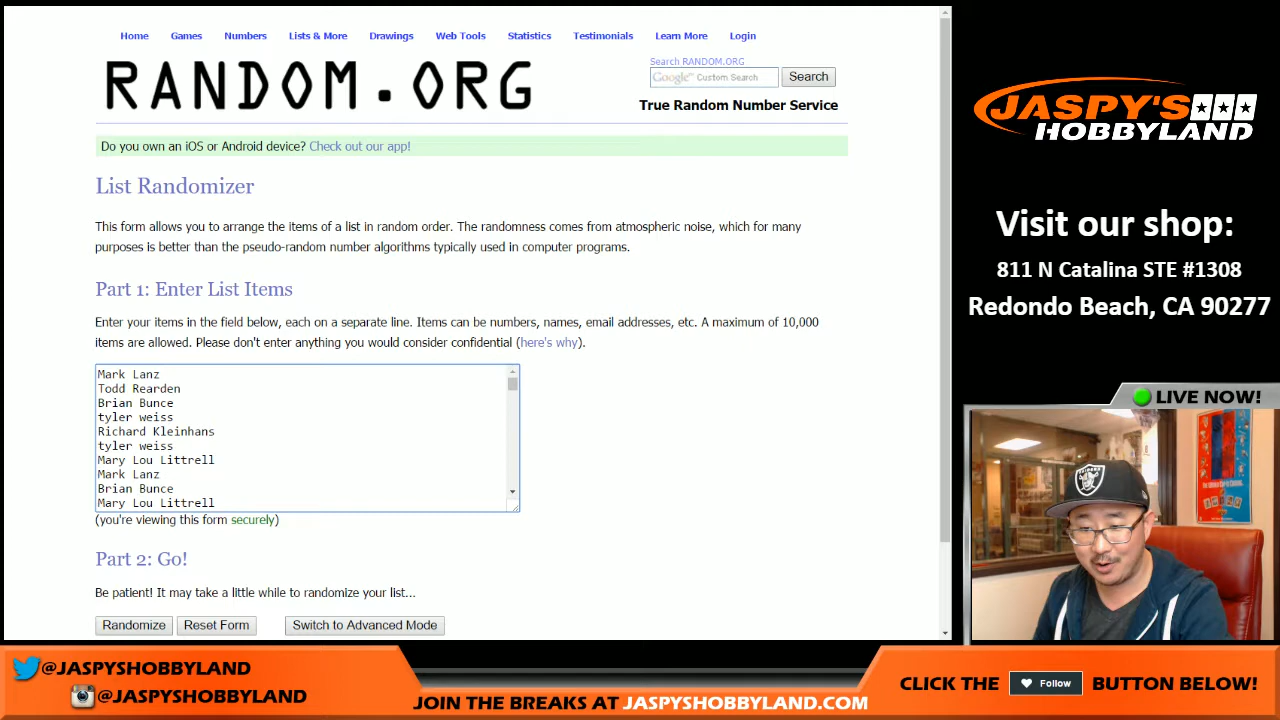 Home Games Numbers Lists & More Drawings Web Tools Statistics Testimonials Learn More Login
RANDOM.ORG
Search RANDOM.ORG
Google™ Custom Search Search
True Random Number Service
Do you own an iOS or Android device? Check out our app!
List Randomizer
This form allows you to arrange the items of a list in random order. The randomness comes from atmospheric noise, which for many
purposes is better than the pseudo-random number algorithms typically used in computer programs.
Part 1: Enter List Items
Enter your items in the field below, each on a separate line. Items can be numbers, names, email addresses, etc. A maximum of 10,000
items are allowed. Please don't enter anything you would consider confidential (here's why).
Mark Lanz
Todd Rearden
Brian Bunce
tyler weiss
Richard Kleinhans
tyler weiss
Mary Lou Littrell
Mark Lanz
Brian Bunce
Mary Lou Littrell
(you're viewing this form securely)
Part 2: Go!
Be patient! It may take a little while to randomize your list...
Randomize Reset Form Switch to Advanced Mode
JASPY'S
HOBBYLAND
Visit our shop:
811 N Catalina STE #1308
Redondo Beach, CA 90277
LIVE NOW!
RAIDERS
@JASPYSHOBBYLAND
@JASPYSHOBBYLAND
JOIN THE BREAKS AT JASPYSHOBBYLAND.COM
CLICK THE Follow BUTTON BELOW!